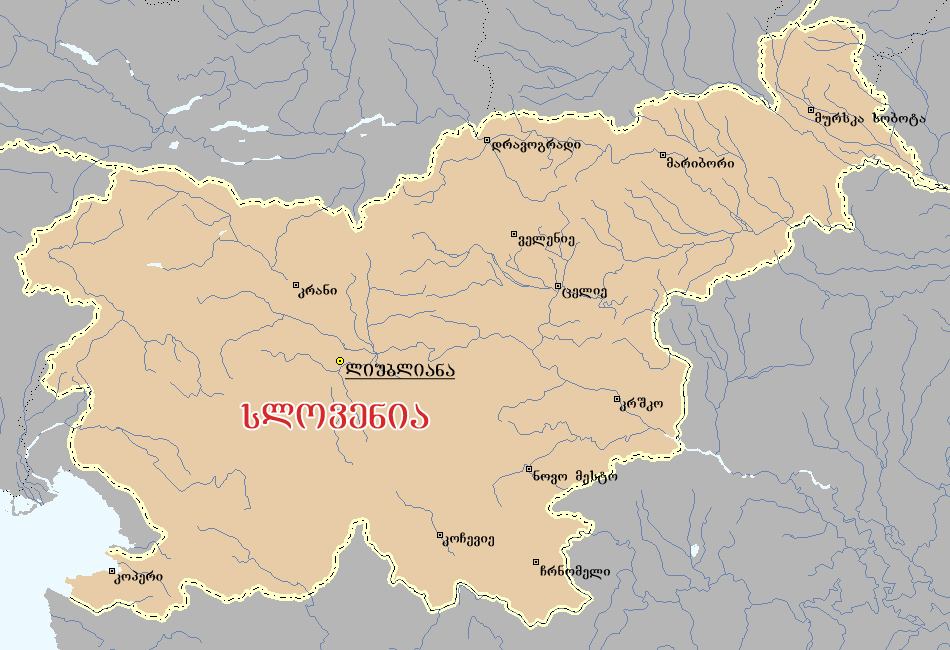 მურსკა სობოტა
დრავოგრადი
მარიბორი
ველენიე
კრანი
ცელიე
ლიუბლიანა
კრშკო
სლოვენია
ნოვო მესტო
კოჩევიე
ჩრნომელი
კოპერი